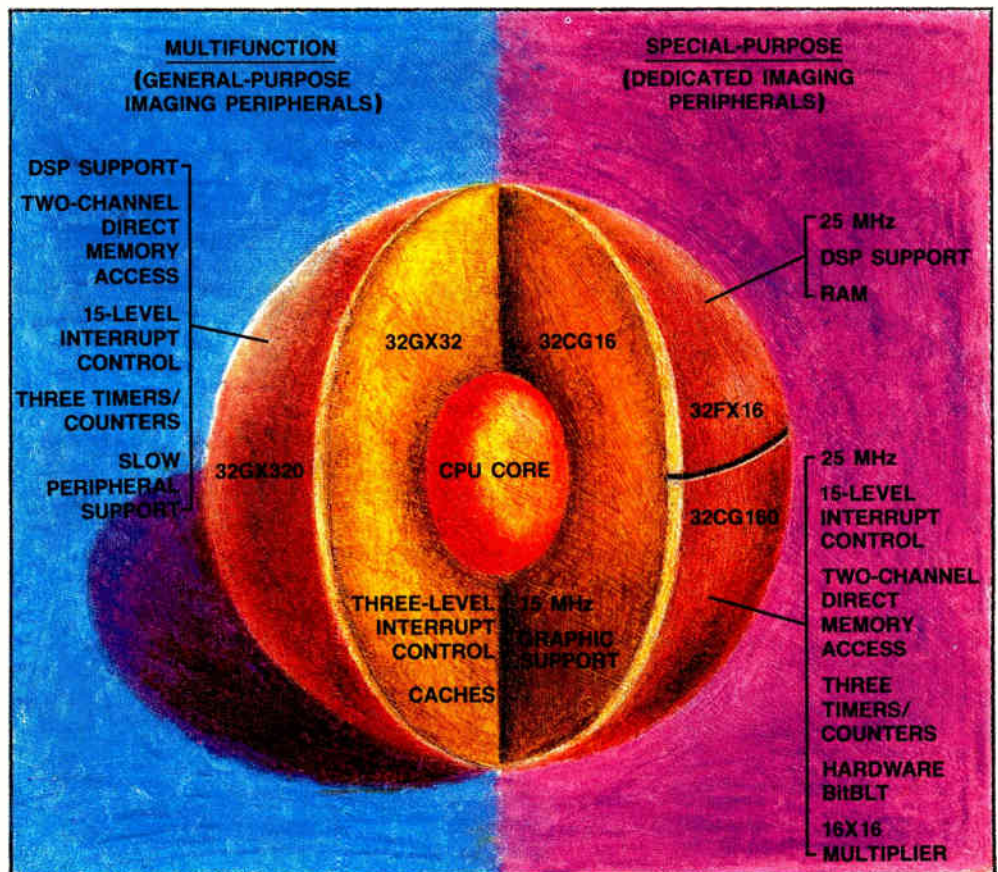 MULTIFUNCTION
(GENERAL-PURPOSE
IMAGING PERIPHERALS)
SPECIAL-PURPOSE
(DEDICATED IMAGING
PERIPHERALS)
DSP SUPPORT
TWO-CHANNEL
DIRECT
MEMORY
ACCESS
15-LEVEL
INTERRUPT
CONTROL
THREE TIMERS/
COUNTERS
SLOW
PERIPHERAL
SUPPORT
32GX320
32GX32
32CG16
CPU CORE
THREE-LEVEL
INTERRUPT
CONTROL
CACHES
15 MHz
GRAPHIC
SUPPORT
32FX16
32CG160
25 MHz
DSP SUPPORT
RAM
25 MHz
15-LEVEL
INTERRUPT
CONTROL
TWO-CHANNEL
DIRECT
MEMORY
ACCESS
THREE
TIMERS/
COUNTERS
HARDWARE
BitBLT
16X16
MULTIPLIER